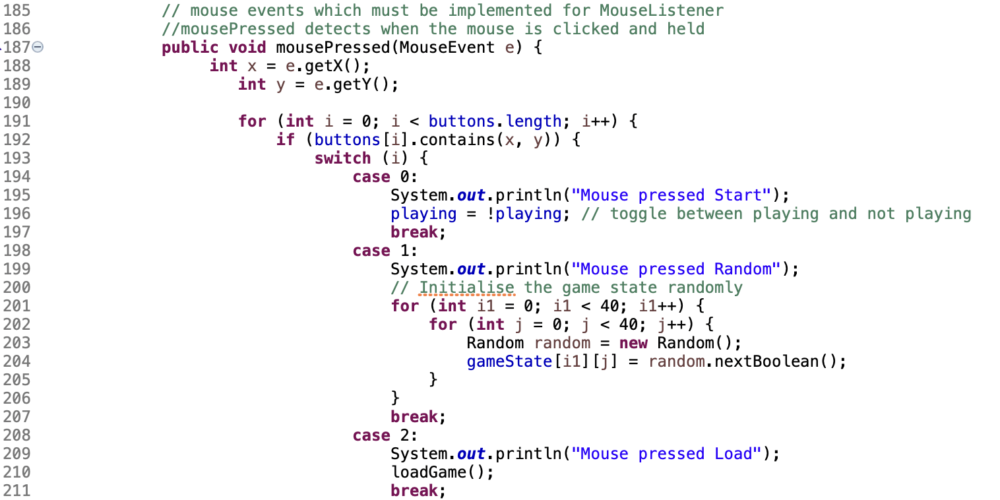 185 // mouse events which must be implemented for MouseListener
186 //mousePressed detects when the mouse is clicked and held
187 public void mousePressed(MouseEvent e) {
188 int x = e.getX();
189 int y = e.getY();
190
191 for (int i = 0; i < buttons.length; i++) {
192 if (buttons[i].contains(x, y)) {
193 switch (i) {
194 case 0:
195 System.out.println("Mouse pressed Start");
196 playing = !playing; // toggle between playing and not playing
197 break;
198 case 1:
199 System.out.println("Mouse pressed Random");
200 // Initialise the game state randomly
201 for (int i1 = 0; i1 < 40; i1++) {
202 for (int j = 0; j < 40; j++) {
203 Random random = new Random();
204 gameState[i1][j] = random.nextBoolean();
205 }
206 }
207 break;
208 case 2:
209 System.out.println("Mouse pressed Load");
210 loadGame();
211 break;